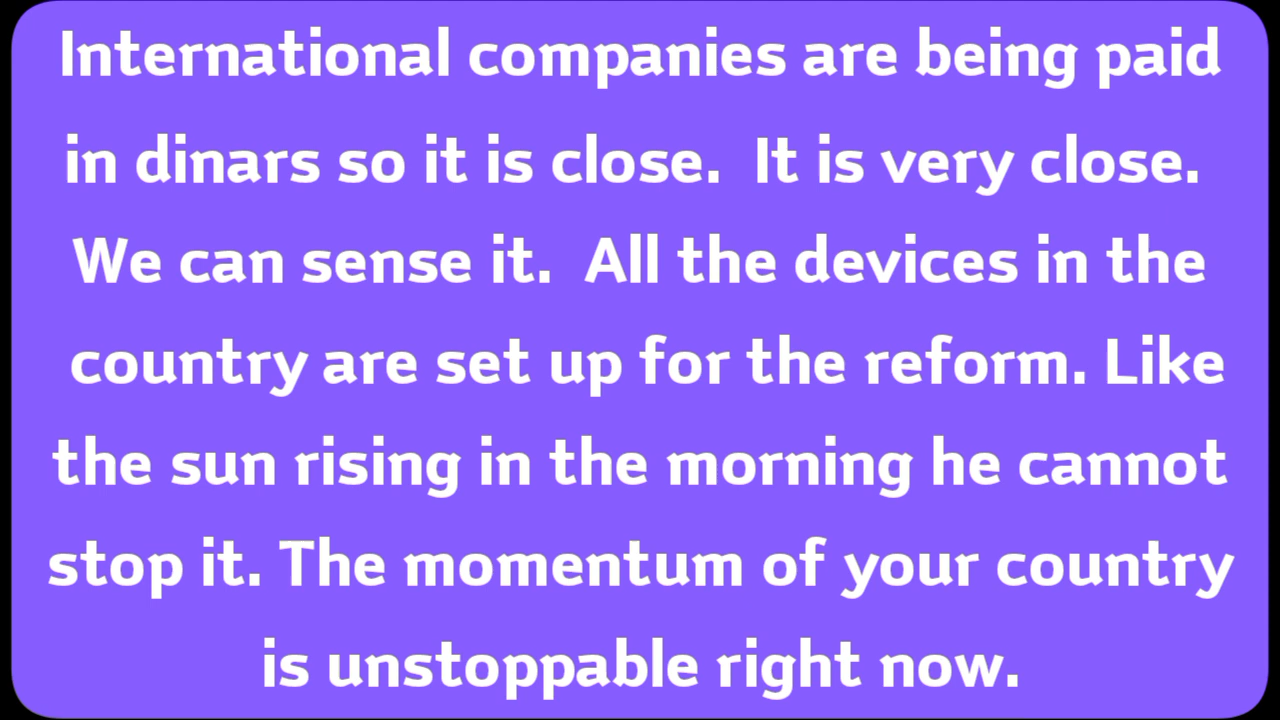 International companies are being paid
in dinars so it is close.  It is very close.
We can sense it.  All the devices in the
country are set up for the reform. Like
the sun rising in the morning he cannot
stop it. The momentum of your country
is unstoppable right now.